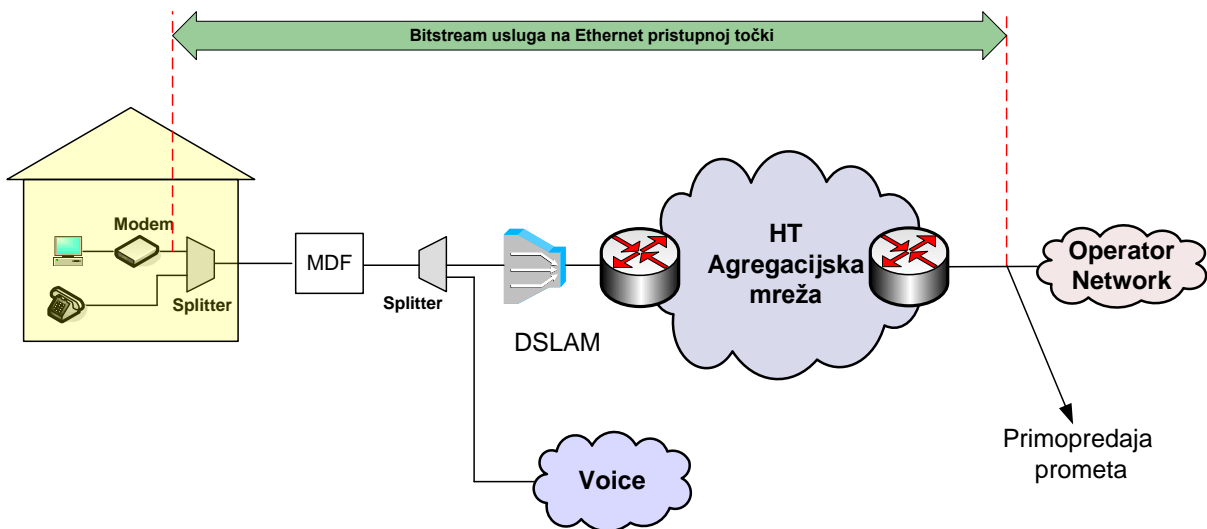 Bitstream usluga na Ethernet pristupnoj točki
Modem
Splitter
MDF
Splitter
DSLAM
HT
Agregacijska
mreža
Operator
Network
Voice
Primopredaja
prometa